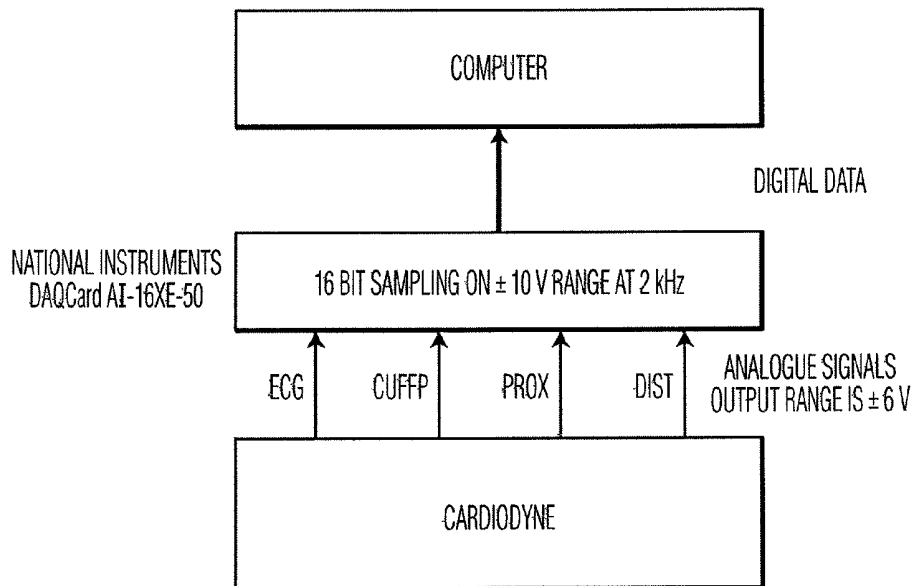 COMPUTER
DIGITAL DATA
NATIONAL INSTRUMENTS
DAQCard AI-16XE-50
16 BIT SAMPLING ON ± 10 V RANGE AT 2 kHz
ECG
CUFFP
PROX
DIST
ANALOGUE SIGNALS
OUTPUT RANGE IS ± 6 V
CARDIODYNE